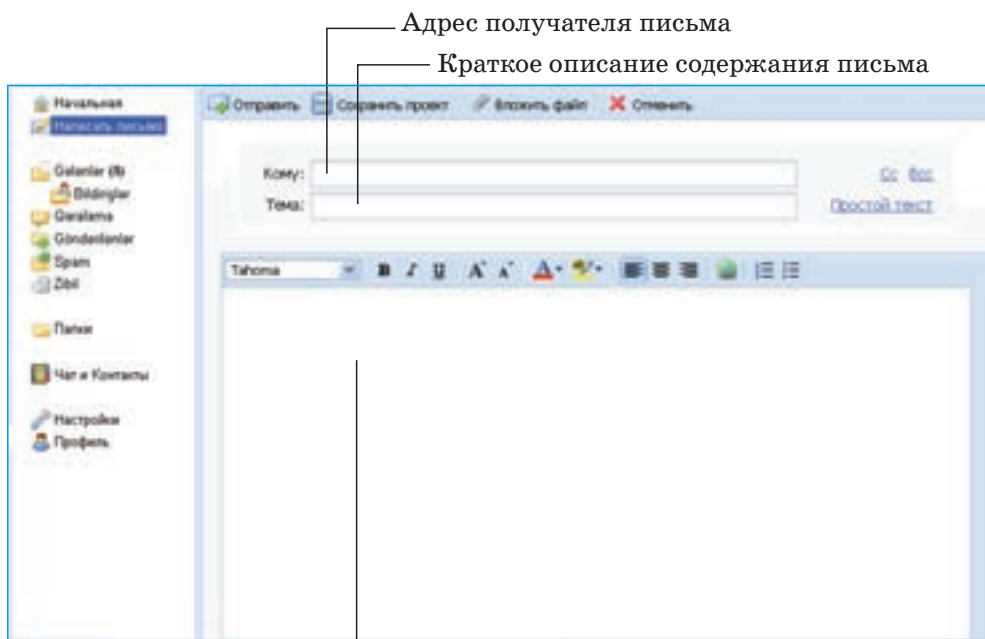 Адрес получателя письма
Краткое описание содержания письма
Начальная
Написать письмо
Отправить Сохранить проект Вложить файл Отменить
Gələnlər
Bildirişlər
Qaralama
Göndərilənlər
Spam
Zibil
Папки
Чат и Контакты
Настройки
Профиль
Кому:
Cc Bcc
Тема:
Простой текст
Tahoma